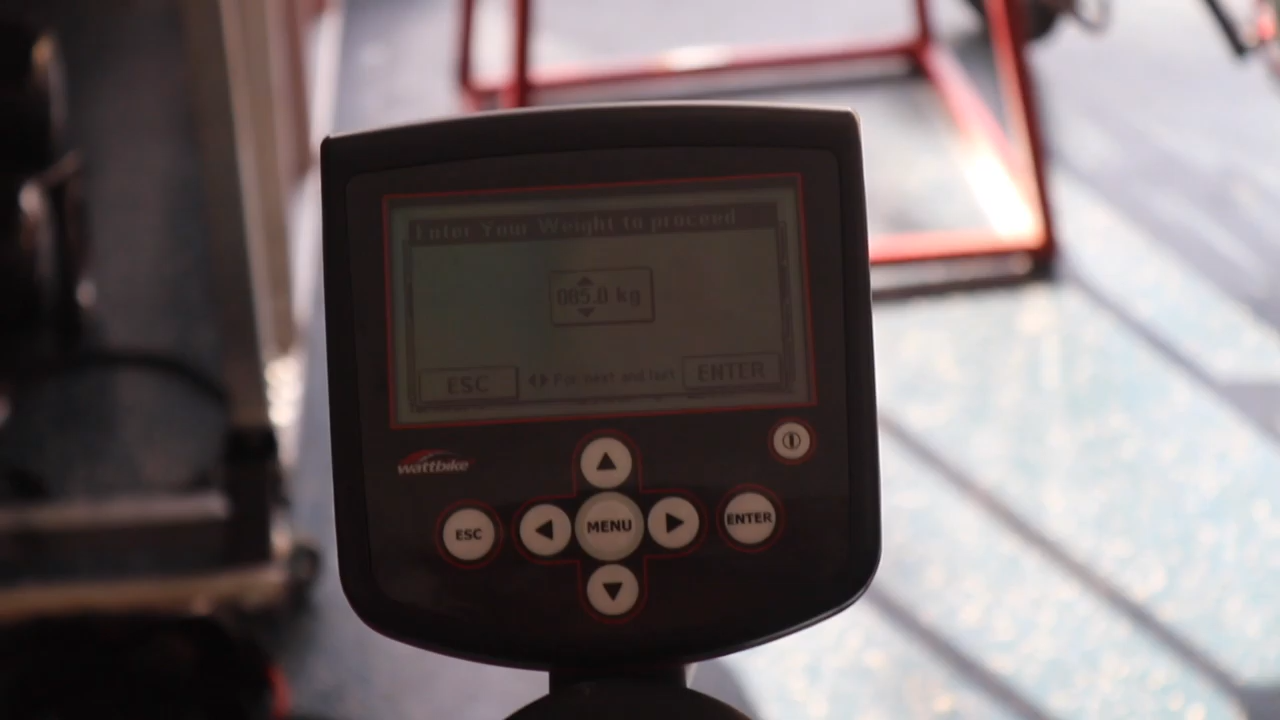 Enter Your Weight to proceed
085.0 kg
ESC
For next and last
ENTER
wattbike
ESC
MENU
ENTER